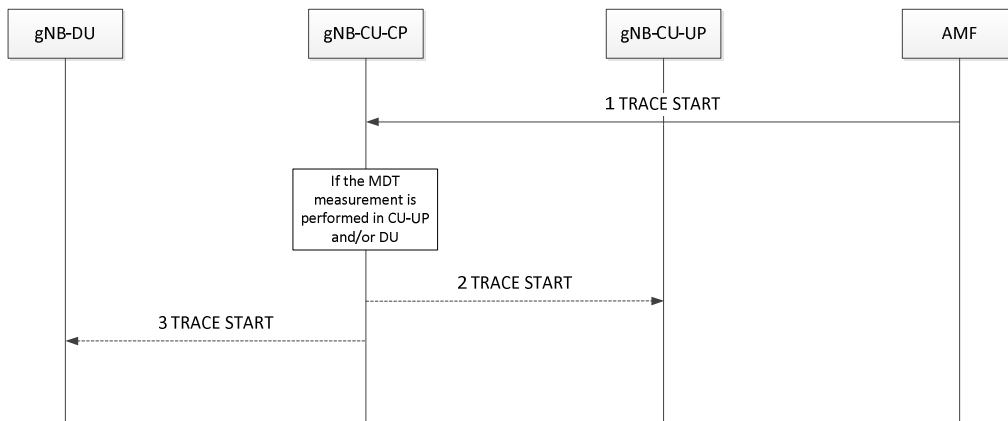 gNB-DU
gNB-CU-CP
gNB-CU-UP
AMF
1 TRACE START
If the MDT
measurement is
performed in CU-UP
and/or DU
2 TRACE START
3 TRACE START